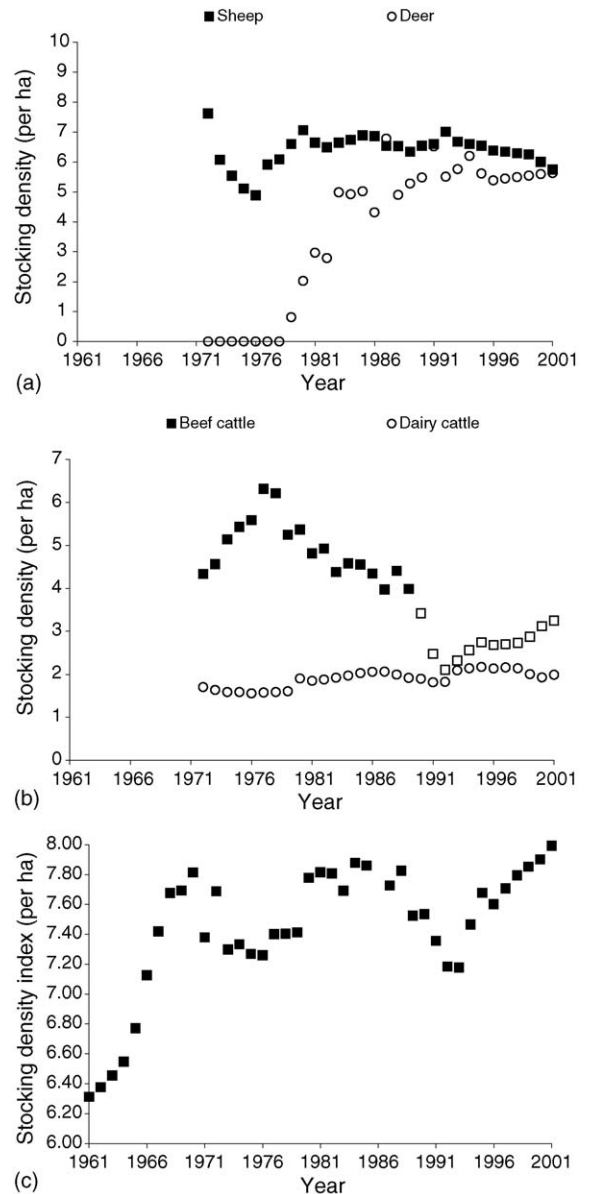 ■ Sheep ○ Deer
Stocking density (per ha)
10
9
8
7
6
5
4
3
2
1
0
1961 1966 1971 1976 1981 1986 1991 1996 2001
Year
(a)
■ Beef cattle ○ Dairy cattle
Stocking density (per ha)
7
6
5
4
3
2
1
0
1961 1966 1971 1976 1981 1986 1991 1996 2001
Year
(b)
Stocking density index (per ha)
8.00
7.80
7.60
7.40
7.20
7.00
6.80
6.60
6.40
6.20
6.00
1961 1966 1971 1976 1981 1986 1991 1996 2001
Year
(c)